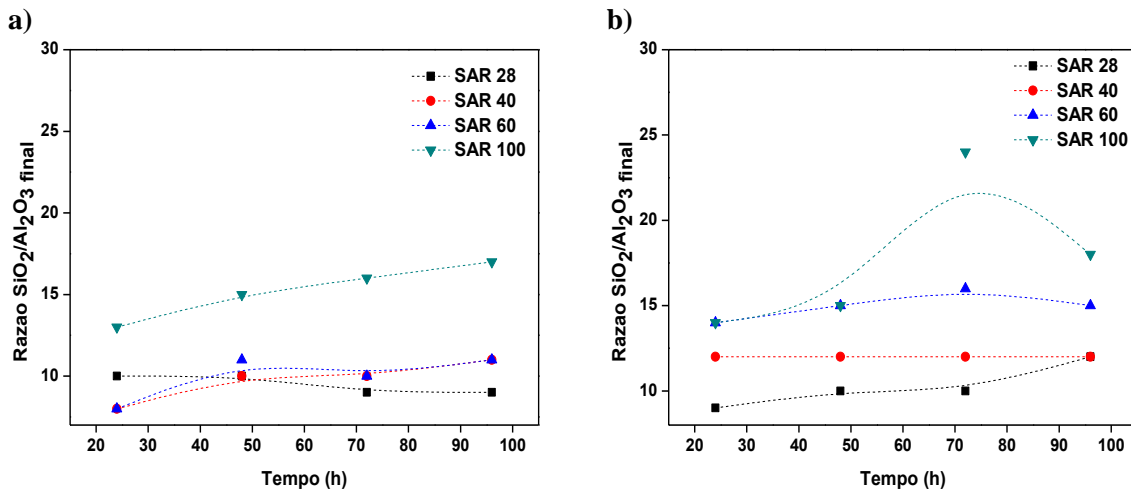 a)
30
25
20
15
10
Razao SiO2/Al2O3 final
SAR 28
SAR 40
SAR 60
SAR 100
20 30 40 50 60 70 80 90 100
Tempo (h)
b)
30
25
20
15
10
Razao SiO2/Al2O3 final
SAR 28
SAR 40
SAR 60
SAR 100
20 30 40 50 60 70 80 90 100
Tempo (h)